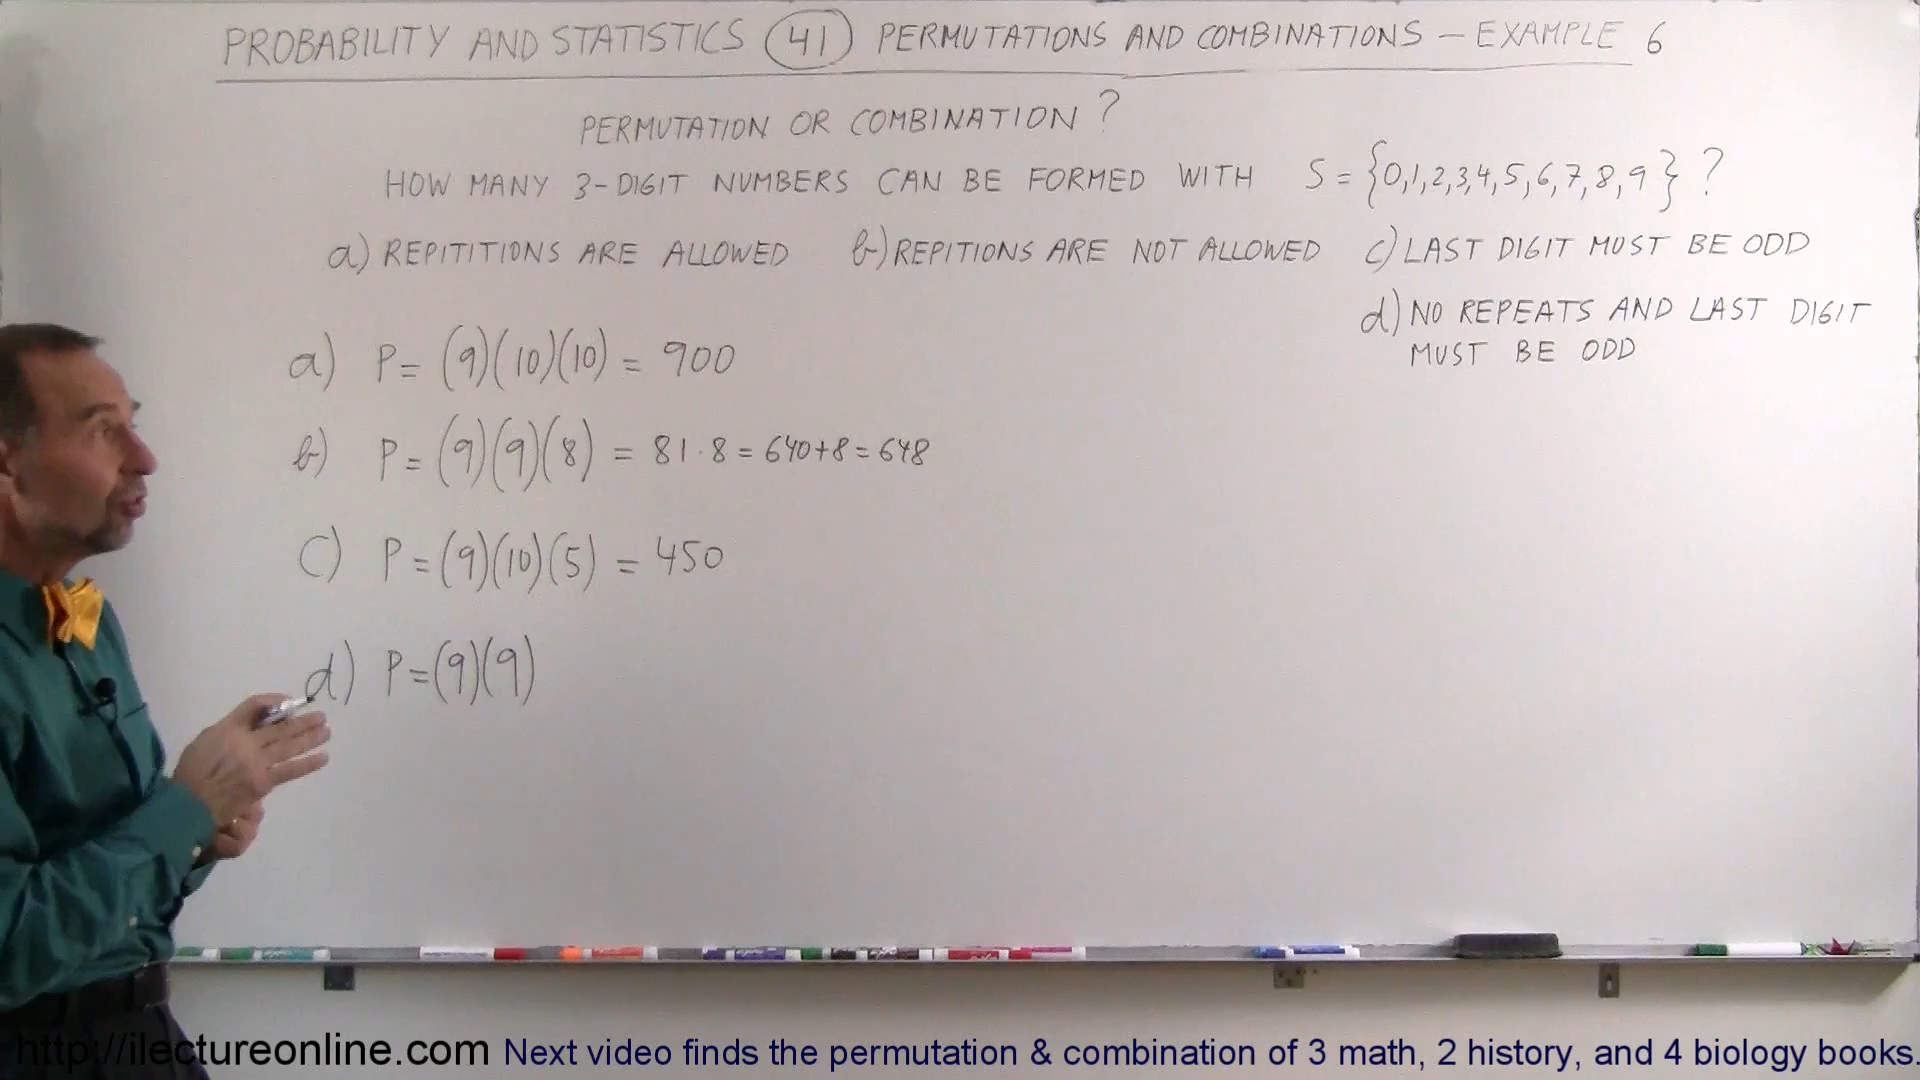 PROBABILITY AND STATISTICS 41 PERMUTATIONS AND COMBINATIONS – EXAMPLE 6
PERMUTATION OR COMBINATION ?
HOW MANY 3-DIGIT NUMBERS CAN BE FORMED WITH S = {0,1,2,3,4,5,6,7,8,9} ?
a) REPITITIONS ARE ALLOWED b) REPITIONS ARE NOT ALLOWED c) LAST DIGIT MUST BE ODD
d) NO REPEATS AND LAST DIGIT
MUST BE ODD
a) P = (9)(10)(10) = 900
b) P = (9)(9)(8) = 81 · 8 = 640+8 = 648
C) P = (9)(10)(5) = 450
d) P = (9)(9)
http://ilectureonline.com Next video finds the permutation & combination of 3 math, 2 history, and 4 biology books.